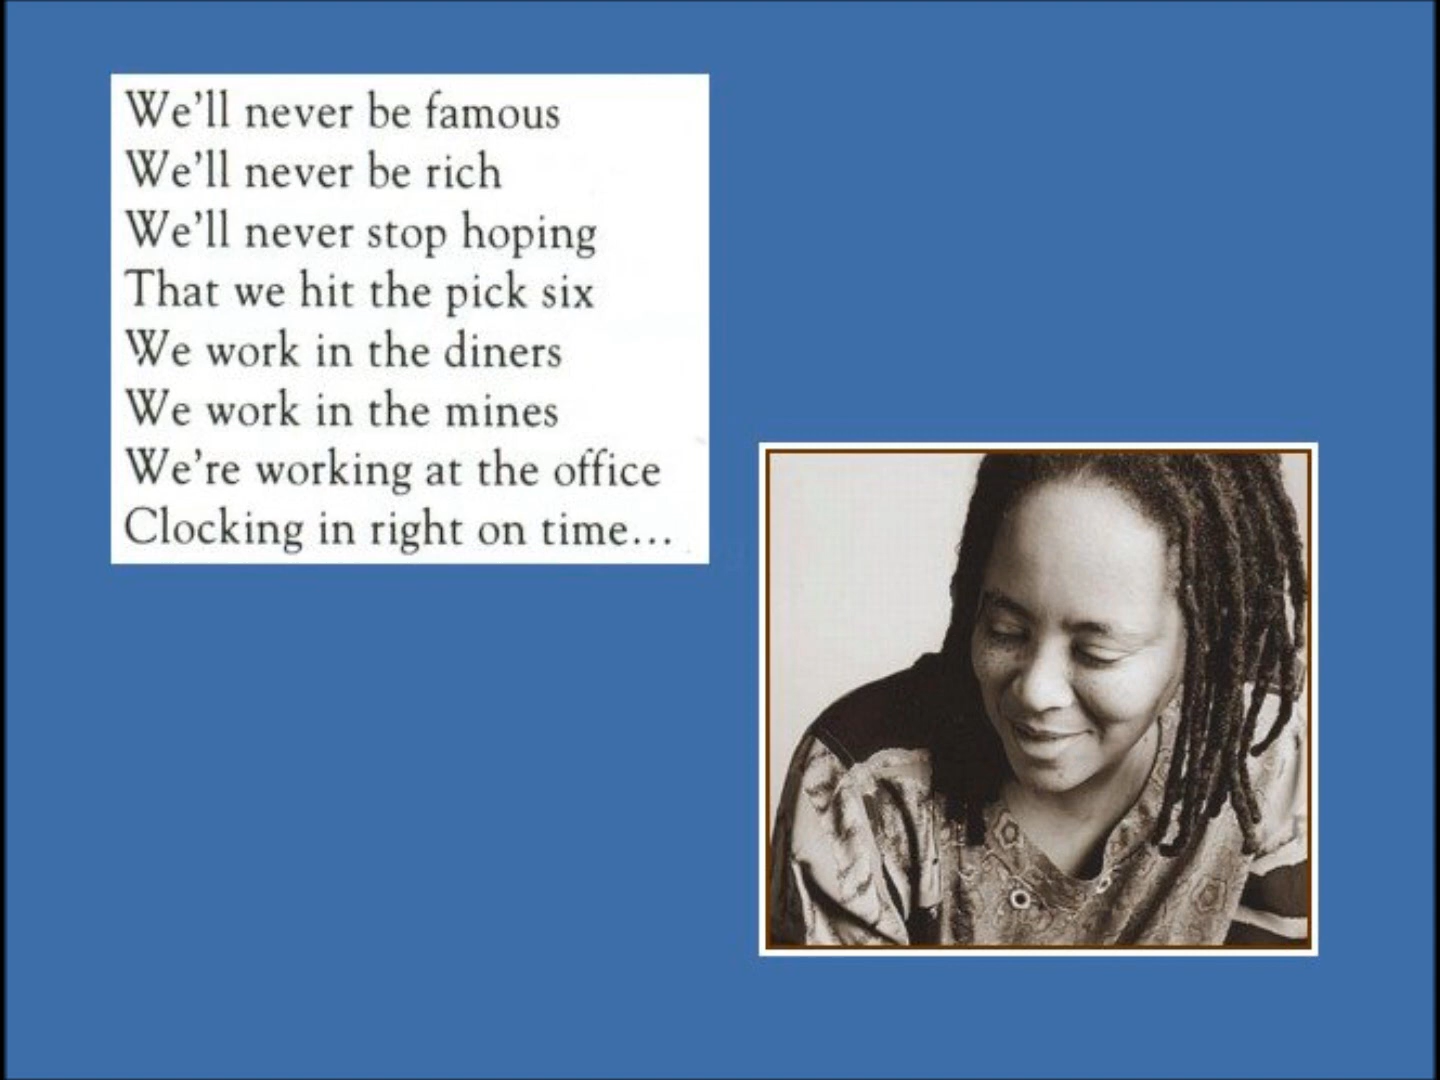 We'll never be famous
We'll never be rich
We'll never stop hoping
That we hit the pick six
We work in the diners
We work in the mines
We're working at the office
Clocking in right on time...